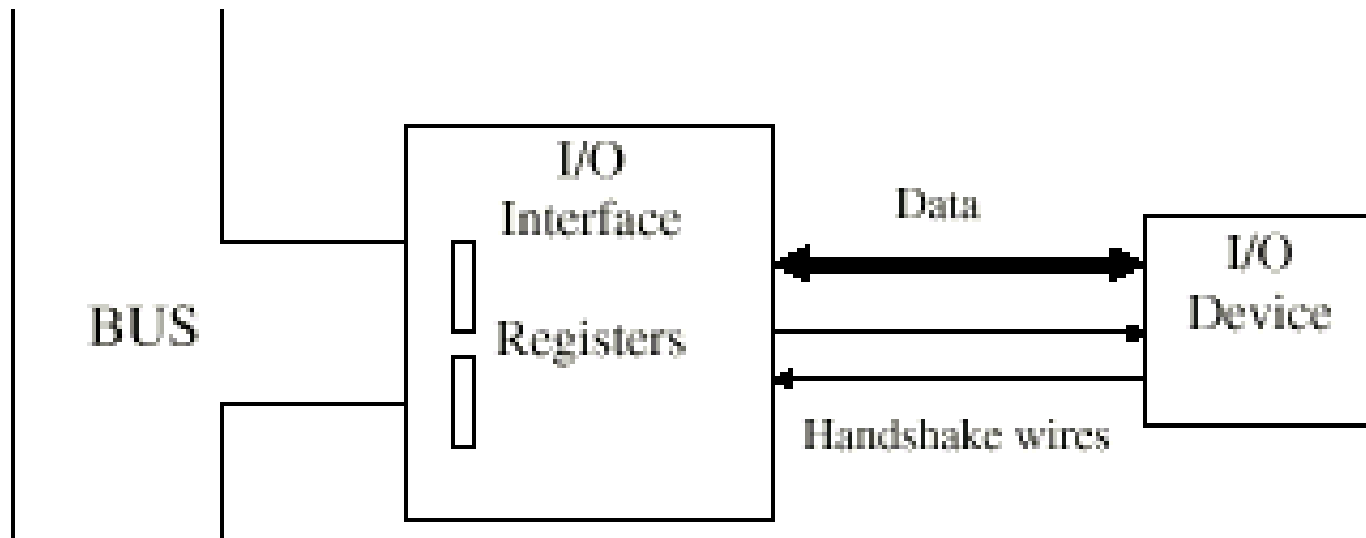 I/O
Interface
Data
I/O
Device
BUS
Registers
Handshake wires